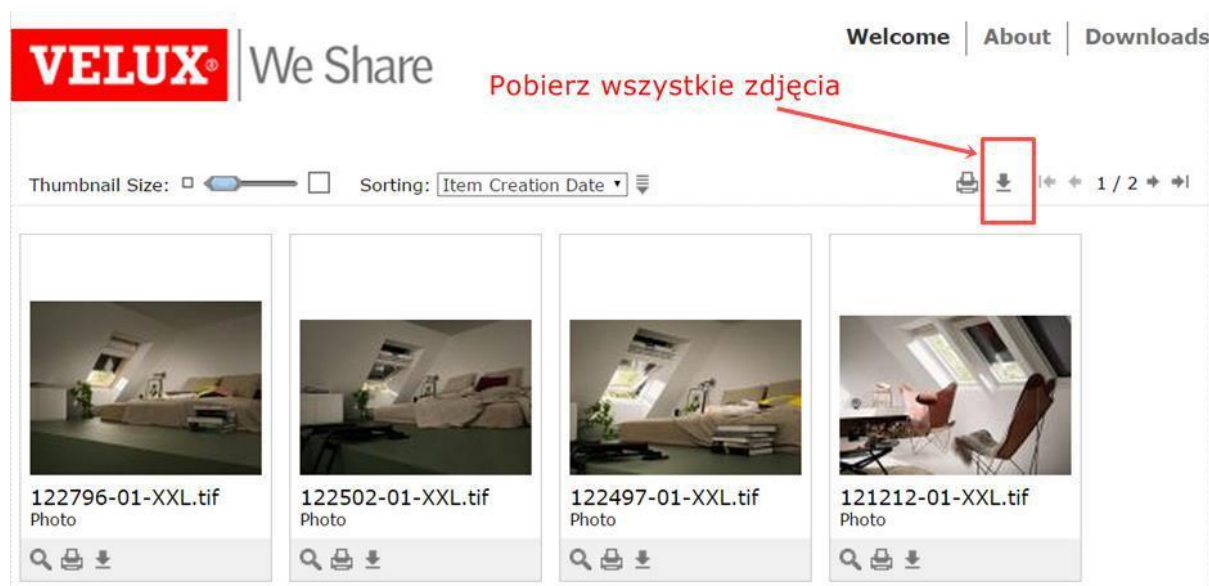 Welcome | About | Downloads
VELUX® | We Share
Pobierz wszystkie zdjęcia
Thumbnail Size: Sorting: Item Creation Date 1 / 2
122796-01-XXL.tif 122502-01-XXL.tif 122497-01-XXL.tif 121212-01-XXL.tif
Photo Photo Photo Photo